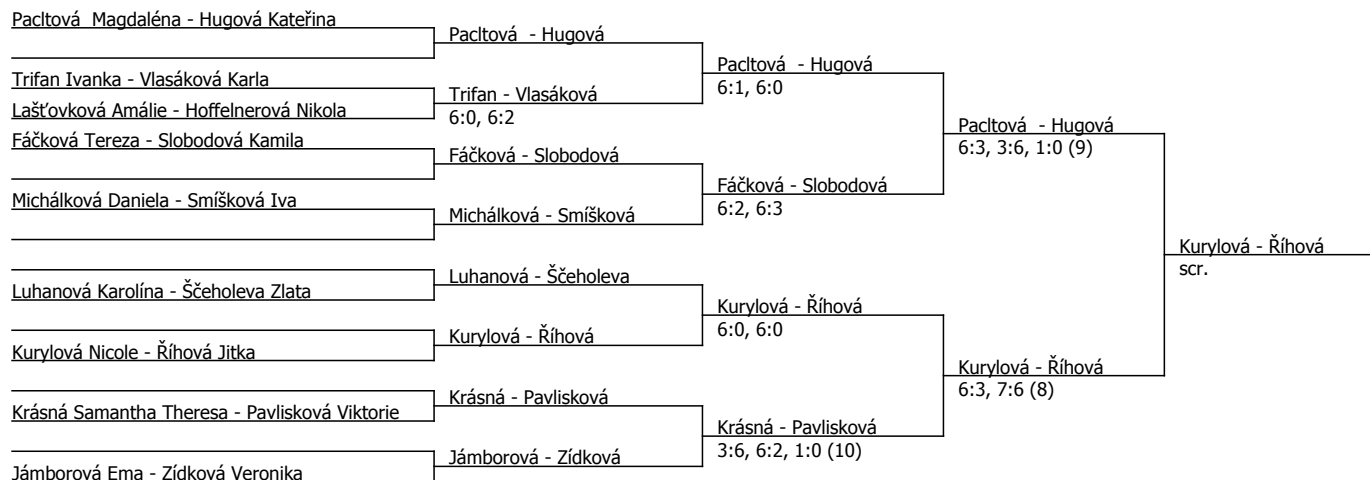 Pacltová  Magdaléna - Hugová Kateřina
Trifan Ivanka - Vlasáková Karla
Lašťovková Amálie - Hoffelnerová Nikola
Fáčková Tereza - Slobodová Kamila
Michálková Daniela - Smíšková Iva
Luhanová Karolína - Ščeholeva Zlata
Kurylová Nicole - Říhová Jitka
Krásná Samantha Theresa - Pavlisková Viktorie
Jámborová Ema - Zídková Veronika
Pacltová  - Hugová
Trifan - Vlasáková
6:0, 6:2
Fáčková - Slobodová
Michálková - Smíšková
Luhanová - Ščeholeva
Kurylová - Říhová
Krásná - Pavlisková
Jámborová - Zídková
Pacltová  - Hugová
6:1, 6:0
Fáčková - Slobodová
6:2, 6:3
Kurylová - Říhová
6:0, 6:0
Krásná - Pavlisková
3:6, 6:2, 1:0 (10)
Pacltová  - Hugová
6:3, 3:6, 1:0 (9)
Kurylová - Říhová
6:3, 7:6 (8)
Kurylová - Říhová
scr.